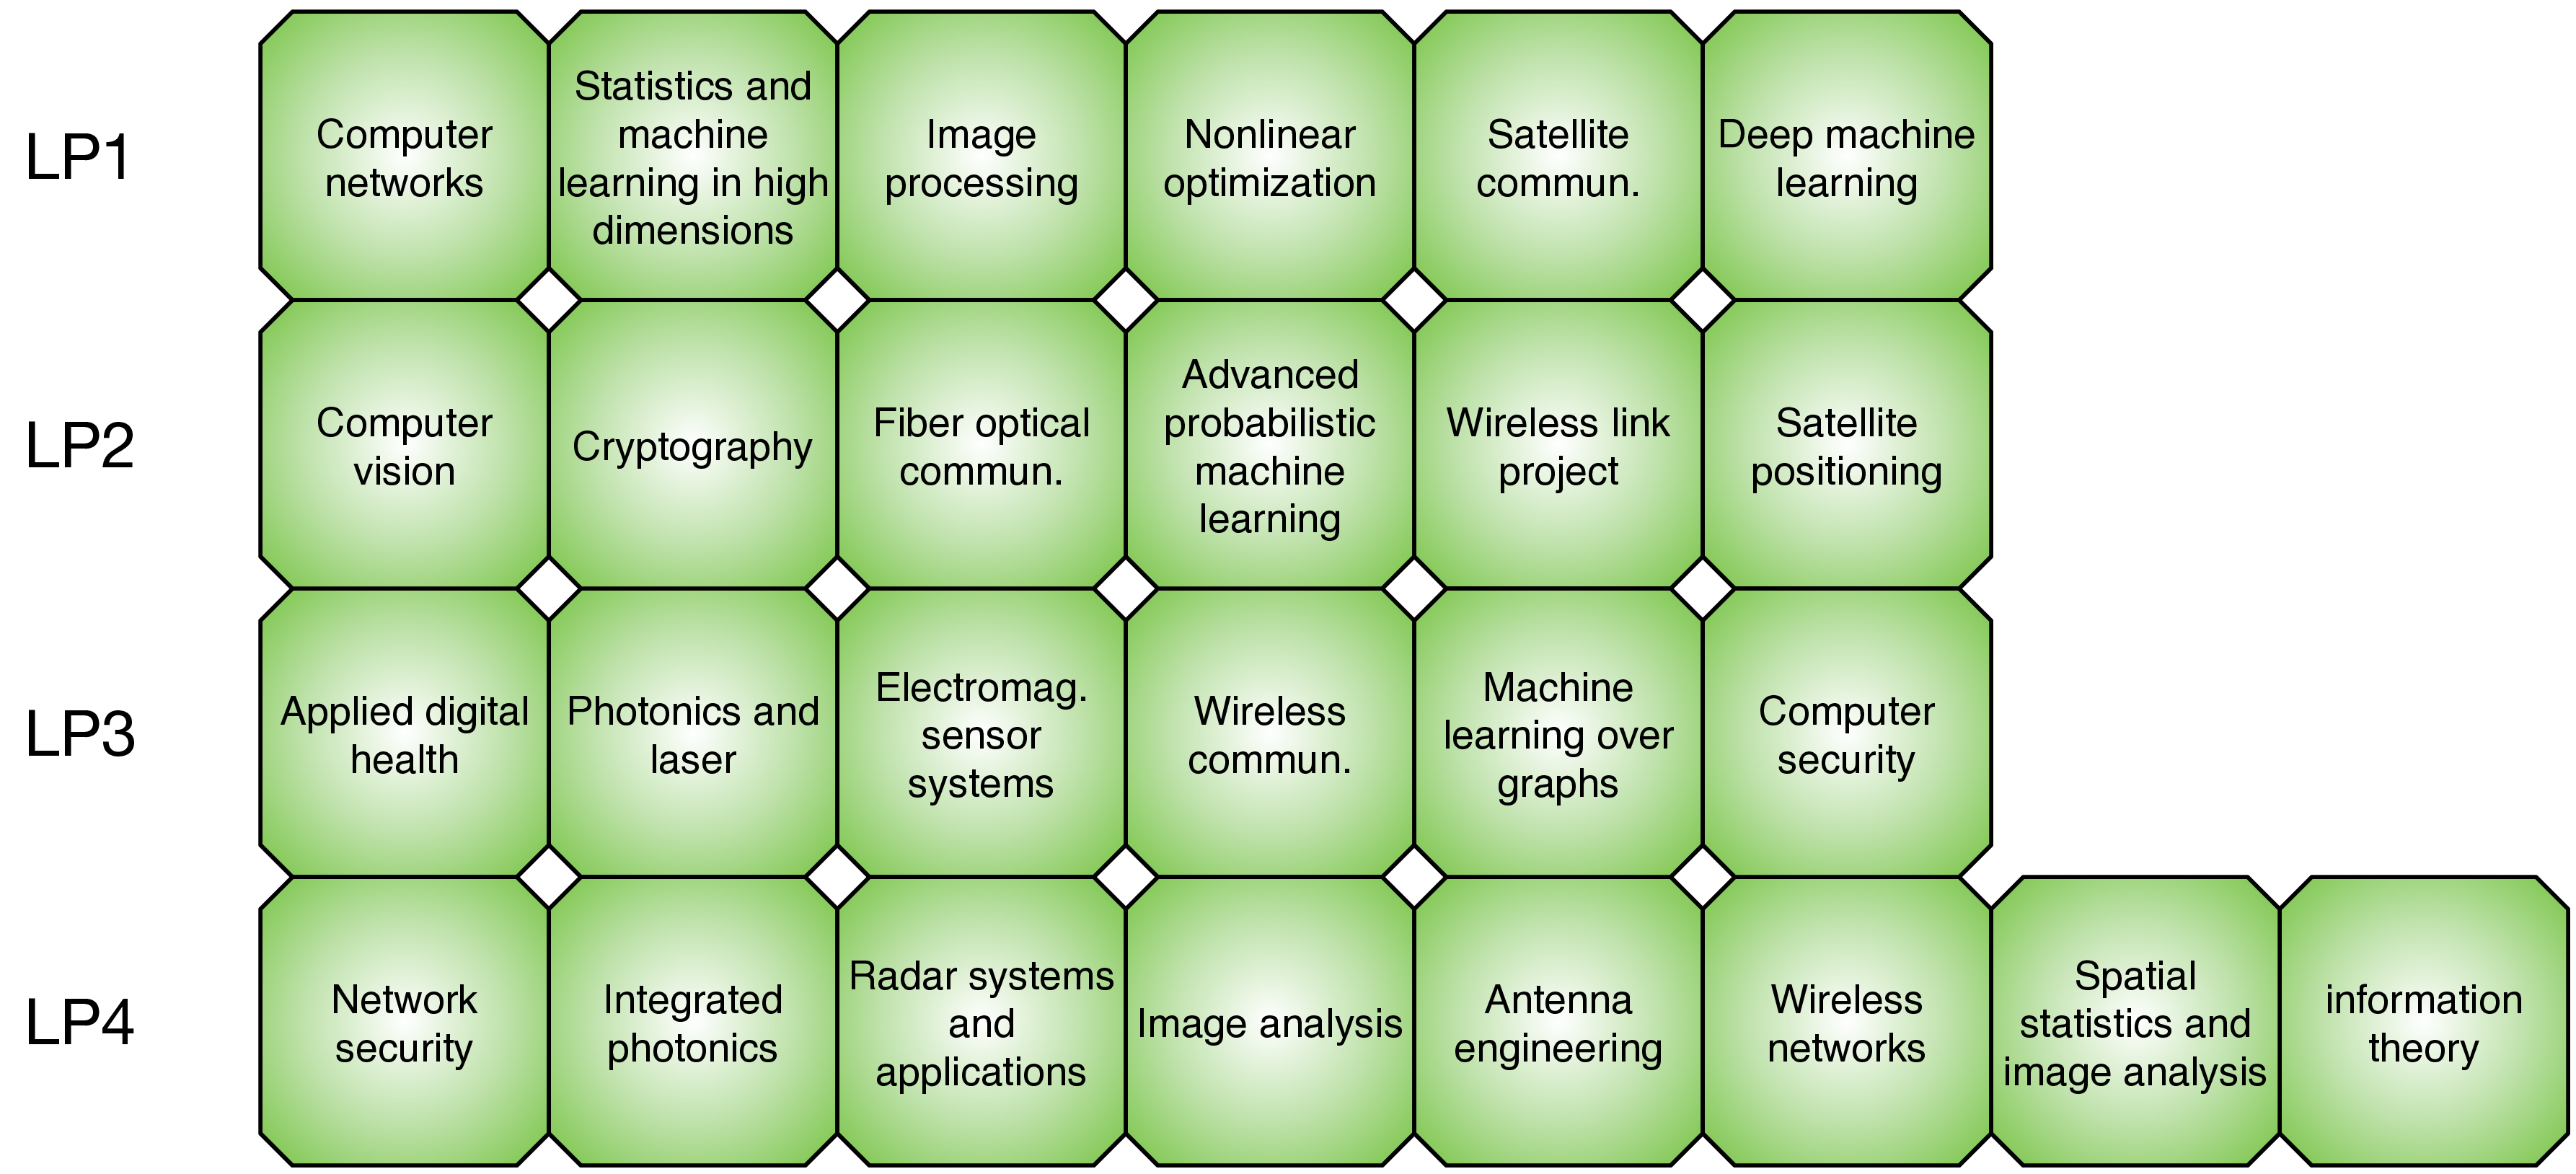 LP1
Computer
networks
Statistics and
machine
learning in high
dimensions
Image
processing
Nonlinear
optimization
Satellite
commun.
Deep machine
learning
LP2
Computer
vision
Cryptography
Fiber optical
commun.
Advanced
probabilistic
machine
learning
Wireless link
project
Satellite
positioning
LP3
Applied digital
health
Photonics and
laser
Electromag.
sensor
systems
Wireless
commun.
Machine
learning over
graphs
Computer
security
LP4
Network
security
Integrated
photonics
Radar systems
and
applications
Image analysis
Antenna
engineering
Wireless
networks
Spatial
statistics and
image analysis
information
theory